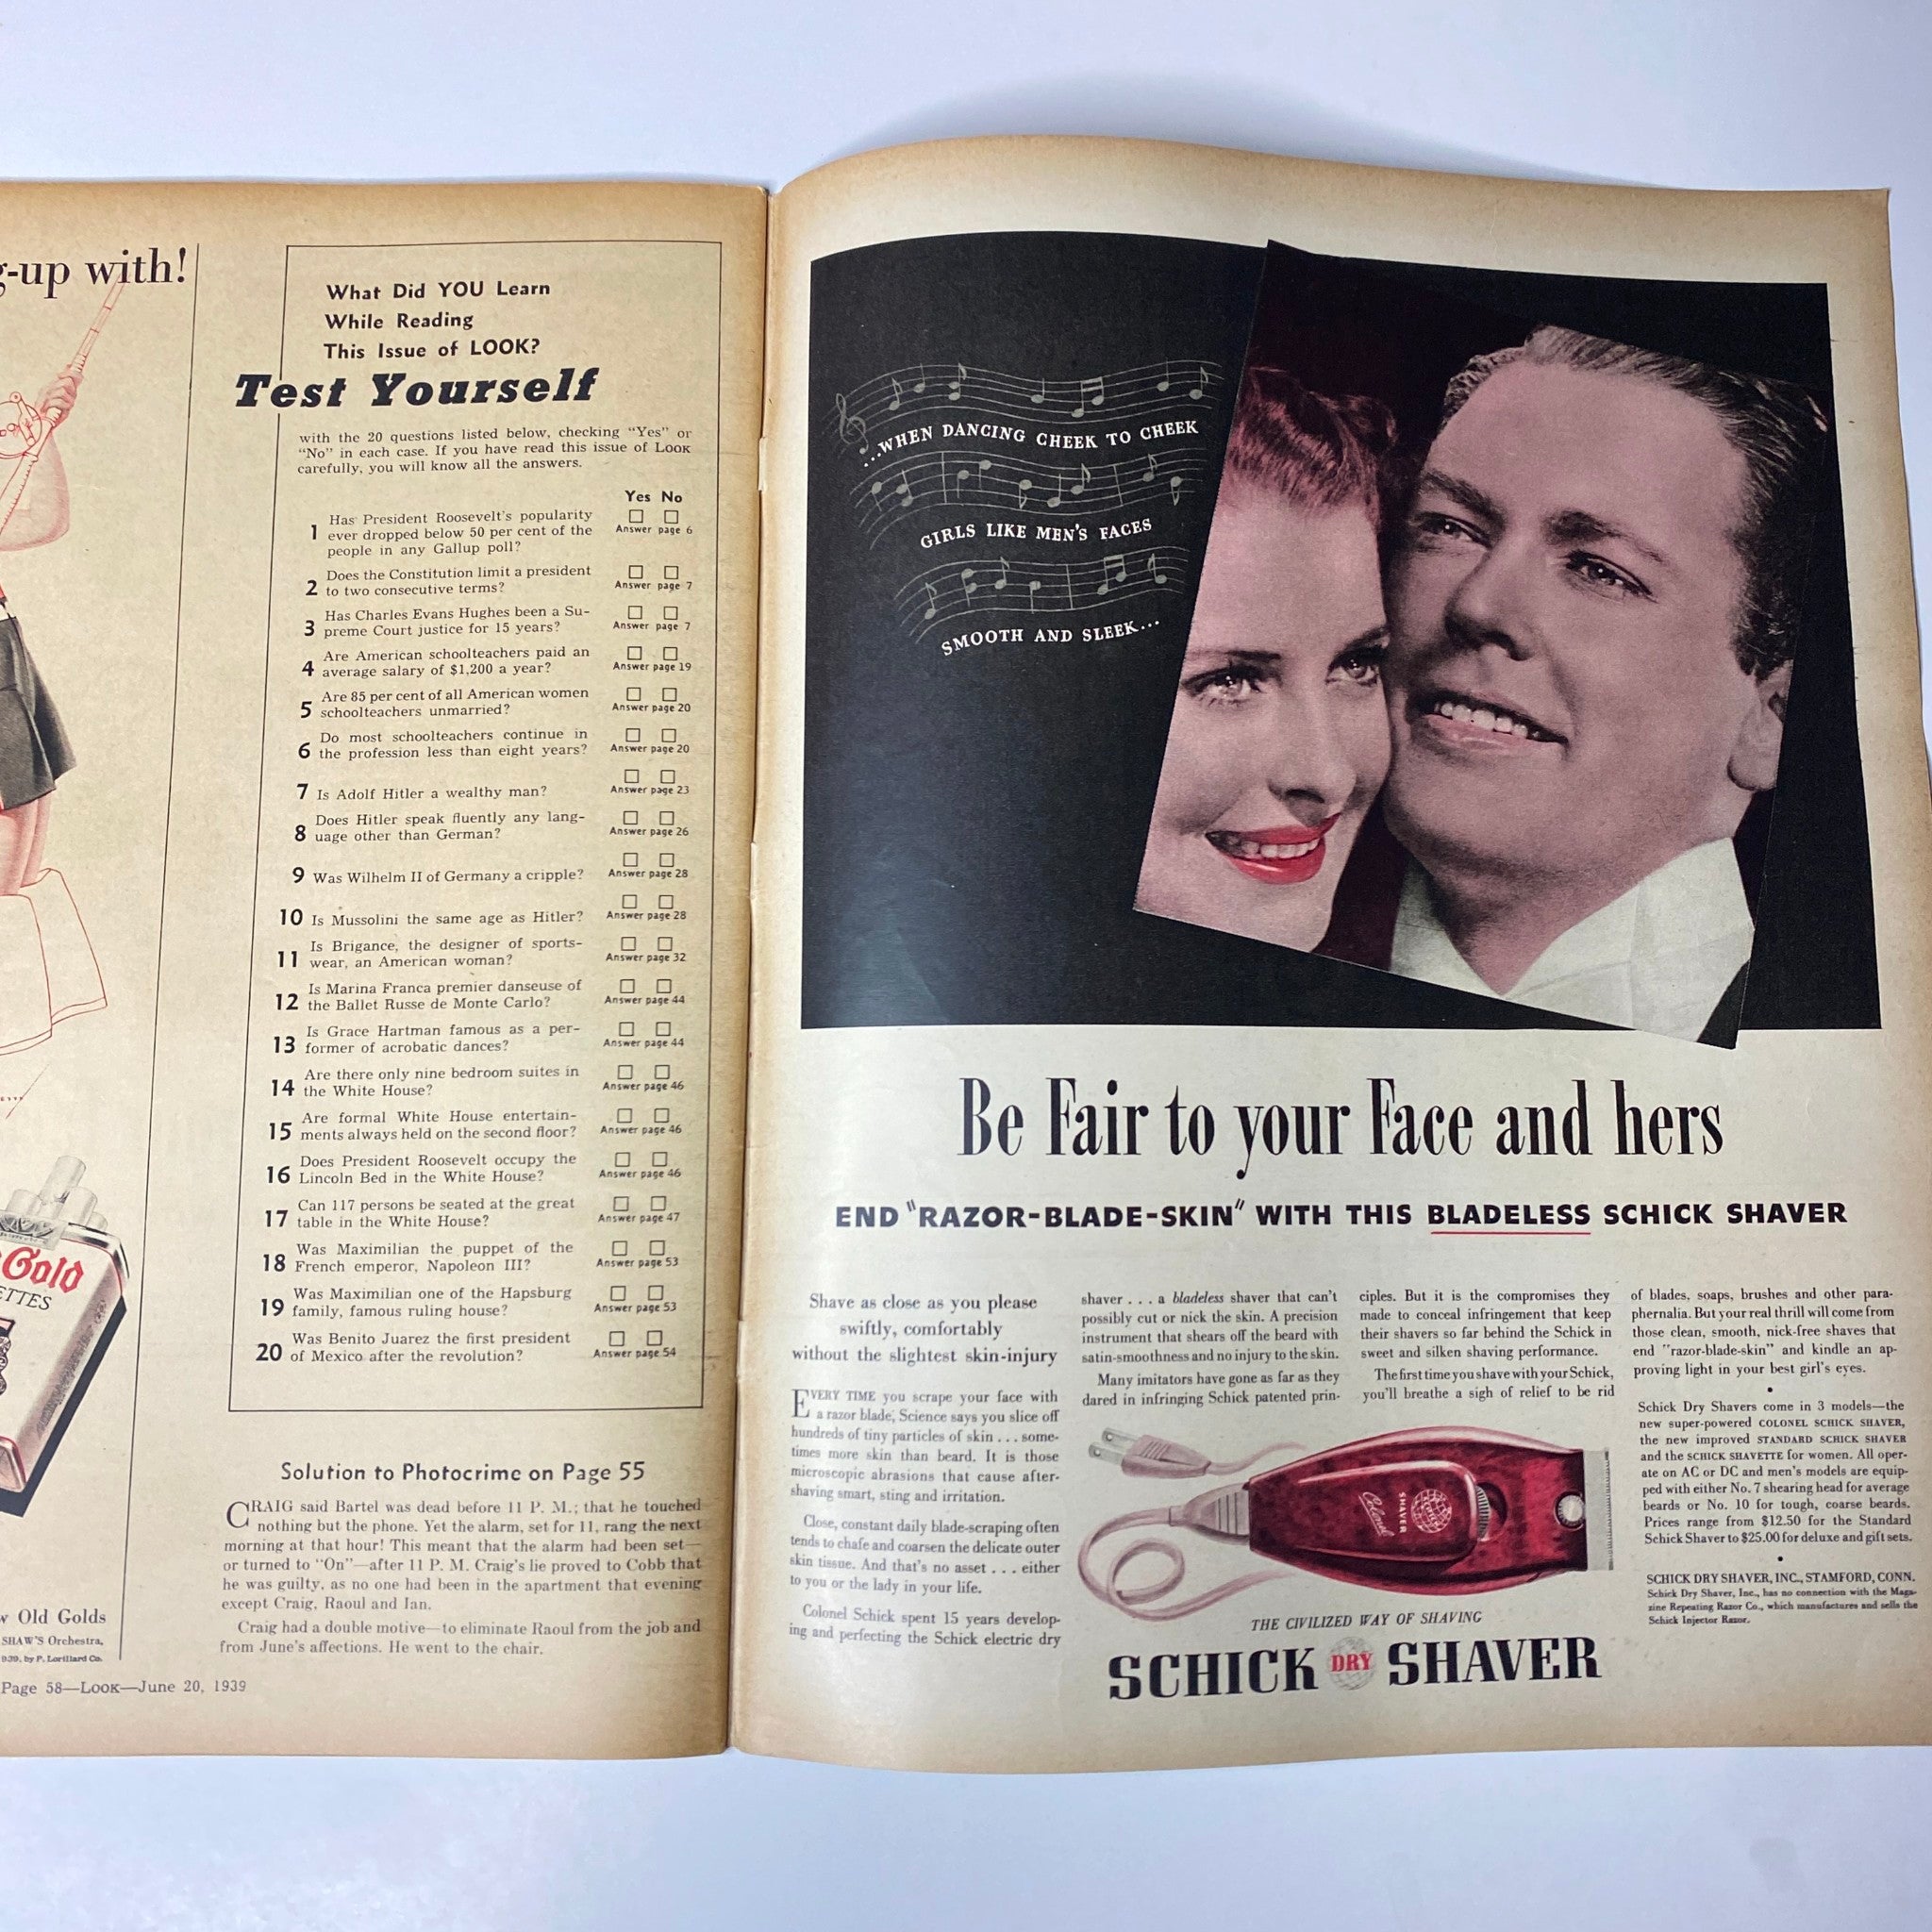 g-up with!
Gold
ETTES
w Old Golds
SHAW'S Orchestra,
939, by P. Lorillard Co.
Page 58—LOOK—June 20, 1939
What Did YOU Learn
While Reading
This Issue of LOOK?
Test Yourself
with the 20 questions listed below, checking "Yes" or
"No" in each case. If you have read this issue of LOOK
carefully, you will know all the answers.
Yes No
1 Has President Roosevelt's popularity
ever dropped below 50 per cent of the
people in any Gallup poll?
Answer page 6
2 Does the Constitution limit a president
to two consecutive terms?
Answer page 7
3 Has Charles Evans Hughes been a Su-
preme Court justice for 15 years?
Answer page 7
4 Are American schoolteachers paid an
average salary of $1,200 a year?
Answer page 19
5 Are 85 per cent of all American women
schoolteachers unmarried?
Answer page 20
6 Do most schoolteachers continue in
the profession less than eight years?
Answer page 20
7 Is Adolf Hitler a wealthy man?
Answer page 23
8 Does Hitler speak fluently any lang-
uage other than German?
Answer page 26
9 Was Wilhelm II of Germany a cripple?
Answer page 28
10 Is Mussolini the same age as Hitler?
Answer page 28
11 Is Brigance, the designer of sports-
wear, an American woman?
Answer page 32
12 Is Marina Franca premier danseuse of
the Ballet Russe de Monte Carlo?
Answer page 44
13 Is Grace Hartman famous as a per-
former of acrobatic dances?
Answer page 44
14 Are there only nine bedroom suites in
the White House?
Answer page 46
15 Are formal White House entertain-
ments always held on the second floor?
Answer page 46
16 Does President Roosevelt occupy the
Lincoln Bed in the White House?
Answer page 46
17 Can 117 persons be seated at the great
table in the White House?
Answer page 47
18 Was Maximilian the puppet of the
French emperor, Napoleon III?
Answer page 53
19 Was Maximilian one of the Hapsburg
family, famous ruling house?
Answer page 53
20 Was Benito Juarez the first president
of Mexico after the revolution?
Answer page 54
Solution to Photocrime on Page 55
CRAIG said Bartel was dead before 11 P. M.; that he touched
nothing but the phone. Yet the alarm, set for 11, rang the next
morning at that hour! This meant that the alarm had been set—
or turned to "On"—after 11 P. M. Craig's lie proved to Cobb that
he was guilty, as no one had been in the apartment that evening
except Craig, Raoul and Jan.
Craig had a double motive—to eliminate Raoul from the job and
from June's affections. He went to the chair.
...WHEN DANCING CHEEK TO CHEEK
GIRLS LIKE MEN'S FACES
SMOOTH AND SLEEK...
Be Fair to your Face and hers
END "RAZOR-BLADE-SKIN" WITH THIS BLADELESS SCHICK SHAVER
Shave as close as you please
swiftly, comfortably
without the slightest skin-injury
EVERY TIME you scrape your face with
a razor blade, Science says you slice off
hundreds of tiny particles of skin . . . some-
times more skin than beard. It is those
microscopic abrasions that cause after-
shaving smart, sting and irritation.
Close, constant daily blade-scraping often
tends to chafe and coarsen the delicate outer
skin tissue. And that's no asset . . . either
to you or the lady in your life.
Colonel Schick spent 15 years develop-
ing and perfecting the Schick electric dry
shaver . . . a bladeless shaver that can't
possibly cut or nick the skin. A precision
instrument that shears off the beard with
satin-smoothness and no injury to the skin.
Many imitators have gone as far as they
dared in infringing Schick patented prin-
ciples. But it is the compromises they
made to conceal infringement that keep
their shavers so far behind the Schick in
sweet and silken shaving performance.
The first time you shave with your Schick,
you'll breathe a sigh of relief to be rid
of blades, soaps, brushes and other para-
phernalia. But your real thrill will come from
those clean, smooth, nick-free shaves that
end "razor-blade-skin" and kindle an ap-
proving light in your best girl's eyes.
•
Schick Dry Shavers come in 3 models—the
new super-powered COLONEL SCHICK SHAVER,
the new improved STANDARD SCHICK SHAVER
and the SCHICK SHAVETTE for women. All oper-
ate on AC or DC and men's models are equip-
ped with either No. 7 shearing head for average
beards or No. 10 for tough, coarse beards.
Prices range from $12.50 for the Standard
Schick Shaver to $25.00 for deluxe and gift sets.
•
SCHICK DRY SHAVER, INC., STAMFORD, CONN.
Schick Dry Shaver, Inc., has no connection with the Maga-
zine Repeating Razor Co., which manufactures and sells the
Schick Injector Razor.
Colonel
SCHICK
SHAVER
THE CIVILIZED WAY OF SHAVING
SCHICK DRY SHAVER